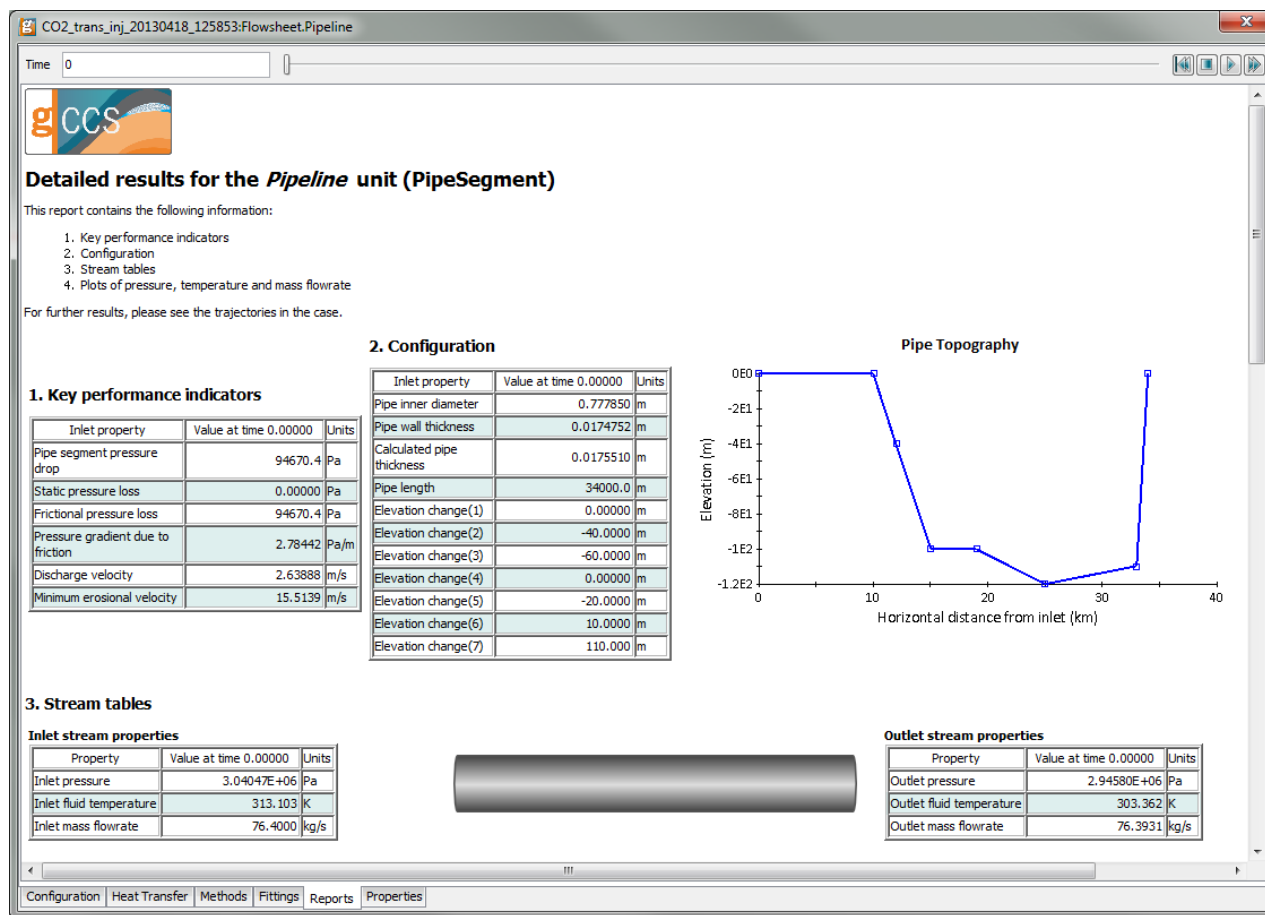 CO2_trans_inj_20130418_125853:Flowsheet.Pipeline
Time 0
gCCS
Detailed results for the Pipeline unit (PipeSegment)
This report contains the following information:
1. Key performance indicators
2. Configuration
3. Stream tables
4. Plots of pressure, temperature and mass flowrate
For further results, please see the trajectories in the case.
1. Key performance
indicators
Inlet property Value at time 0.00000 Units
Pipe segment pressure
drop 94670.4 Pa
Static pressure loss 0.00000 Pa
Frictional pressure loss 94670.4 Pa
Pressure gradient due to
friction 2.78442 Pa/m
Discharge velocity 2.63888 m/s
Minimum erosional velocity 15.5139 m/s
2. Configuration
Inlet property Value at time 0.00000 Units
Pipe inner diameter 0.777850 m
Pipe wall thickness 0.0174752 m
Calculated pipe
thickness 0.0175510 m
Pipe length 34000.0 m
Elevation change(1) 0.00000 m
Elevation change(2) -40.0000 m
Elevation change(3) -60.0000 m
Elevation change(4) 0.00000 m
Elevation change(5) -20.0000 m
Elevation change(6) 10.0000 m
Elevation change(7) 110.000 m
Pipe Topography
Elevation (m)
0E0
-2E1
-4E1
-6E1
-8E1
-1E2
-1.2E2
0 10 20 30 40
Horizontal distance from inlet (km)
3. Stream tables
Inlet stream properties
Property Value at time 0.00000 Units
Inlet pressure 3.04047E+06 Pa
Inlet fluid temperature 313.103 K
Inlet mass flowrate 76.4000 kg/s
Outlet stream properties
Property Value at time 0.00000 Units
Outlet pressure 2.94580E+06 Pa
Outlet fluid temperature 303.362 K
Outlet mass flowrate 76.3931 kg/s
Configuration Heat Transfer Methods Fittings Reports Properties